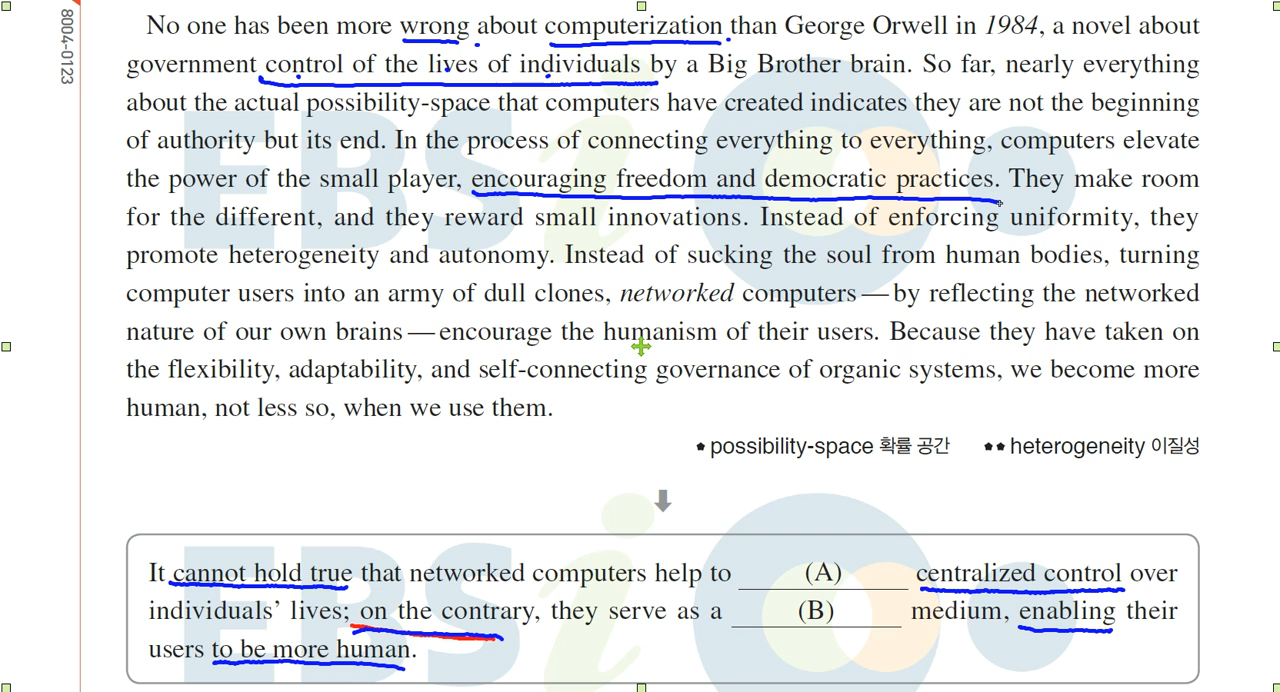 8004-0123
No one has been more wrong about computerization than George Orwell in 1984, a novel about
government control of the lives of individuals by a Big Brother brain. So far, nearly everything
about the actual possibility-space that computers have created indicates they are not the beginning
of authority but its end. In the process of connecting everything to everything, computers elevate
the power of the small player, encouraging freedom and democratic practices. They make room
for the different, and they reward small innovations. Instead of enforcing uniformity, they
promote heterogeneity and autonomy. Instead of sucking the soul from human bodies, turning
computer users into an army of dull clones, networked computers — by reflecting the networked
nature of our own brains — encourage the humanism of their users. Because they have taken on
the flexibility, adaptability, and self-connecting governance of organic systems, we become more
human, not less so, when we use them.
* possibility-space 확률 공간 ** heterogeneity 이질성
It cannot hold true that networked computers help to (A) centralized control over
individuals' lives; on the contrary, they serve as a (B) medium, enabling their
users to be more human.
EBSi
EBSi